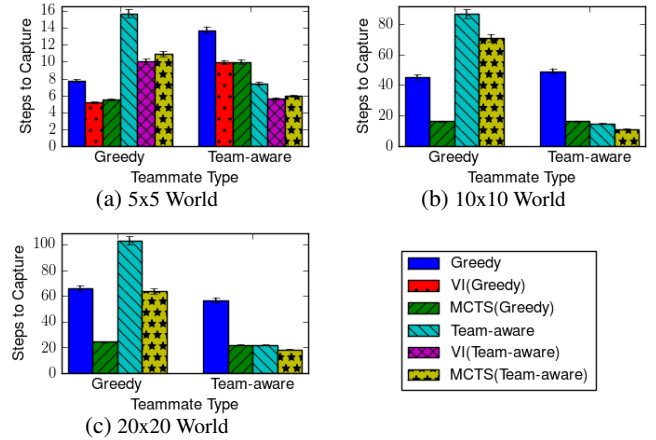 16
14
12
10
8
6
4
2
0
Steps to Capture
Greedy
Team-aware
Teammate Type
(a) 5x5 World
80
60
40
20
0
Steps to Capture
Greedy
Team-aware
Teammate Type
(b) 10x10 World
100
80
60
40
20
0
Steps to Capture
Greedy
Team-aware
Teammate Type
(c) 20x20 World
Greedy
VI(Greedy)
MCTS(Greedy)
Team-aware
VI(Team-aware)
MCTS(Team-aware)